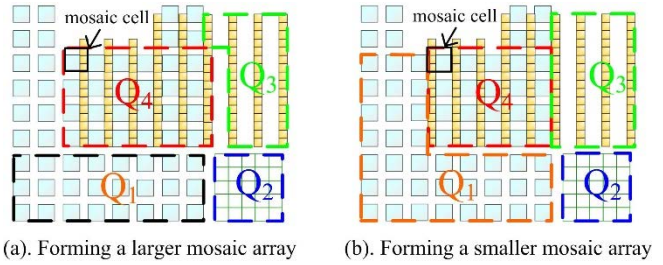 mosaic cell
mosaic cell
Q3
Q3
Q4
Q4
Q1
Q2
Q1
Q2
(a). Forming a larger mosaic array
(b). Forming a smaller mosaic array